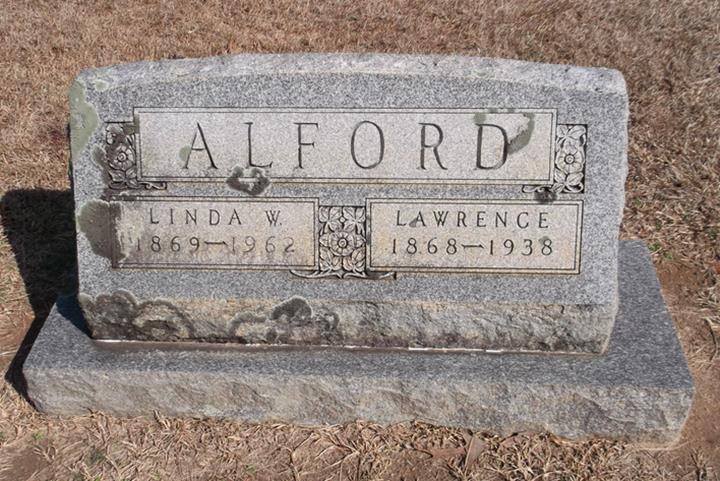 ALFORD
LINDA W.
1869—1962
LAWRENCE
1868—1938